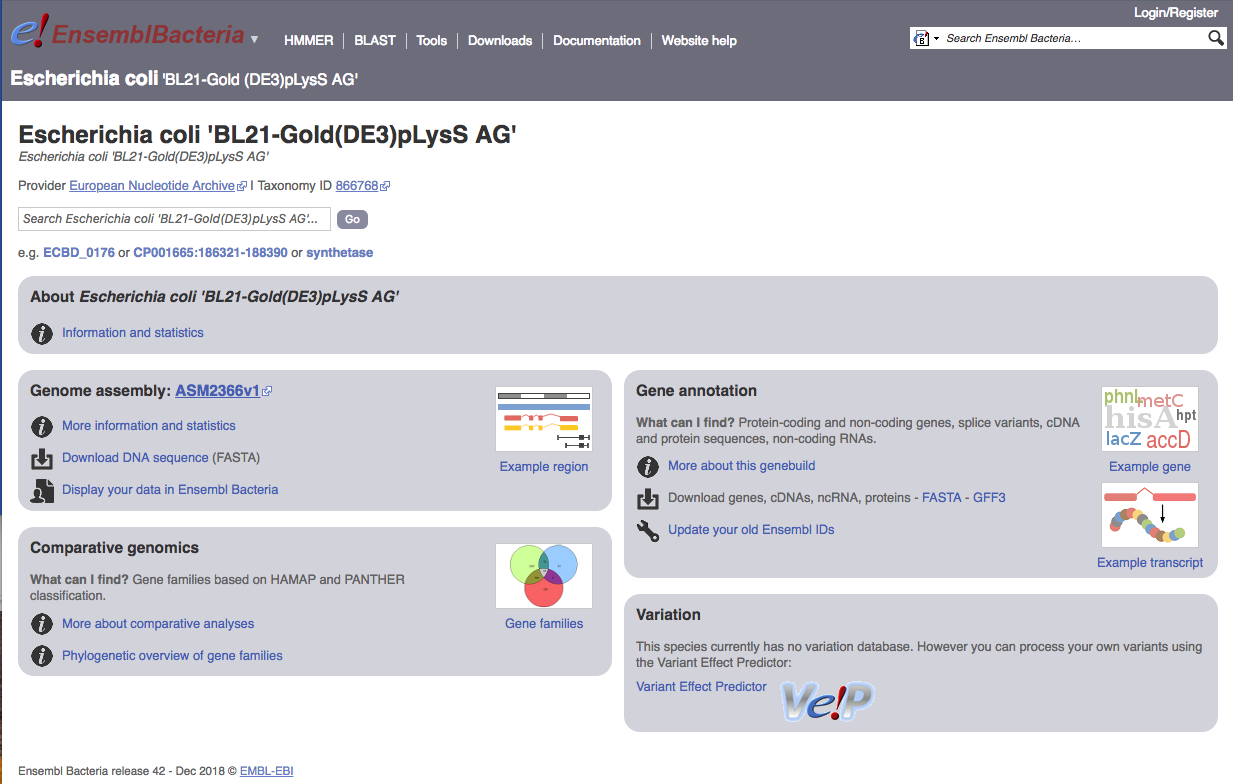 Login/Register
e! EnsemblBacteria ▼ HMMER | BLAST | Tools | Downloads | Documentation | Website help
Search Ensembl Bacteria…
Escherichia coli 'BL21-Gold (DE3)pLysS AG'
Escherichia coli 'BL21-Gold(DE3)pLysS AG'
Escherichia coli 'BL21-Gold(DE3)pLysS AG'
Provider European Nucleotide Archive | Taxonomy ID 866768
Search Escherichia coli 'BL21-Gold(DE3)pLysS AG'... Go
e.g. ECBD_0176 or CP001665:186321-188390 or synthetase
About Escherichia coli 'BL21-Gold(DE3)pLysS AG'
Information and statistics
Genome assembly: ASM2366v1
More information and statistics
Download DNA sequence (FASTA)
Display your data in Ensembl Bacteria
Example region
Comparative genomics
What can I find? Gene families based on HAMAP and PANTHER
classification.
More about comparative analyses
Phylogenetic overview of gene families
Gene families
Gene annotation
What can I find? Protein-coding and non-coding genes, splice variants, cDNA
and protein sequences, non-coding RNAs.
More about this genebuild
Download genes, cDNAs, ncRNA, proteins - FASTA - GFF3
Update your old Ensembl IDs
phnL metC
hisA hpt
lacZ accD
Example gene
Example transcript
Variation
This species currently has no variation database. However you can process your own variants using
the Variant Effect Predictor:
Variant Effect Predictor
Ve!P
Ensembl Bacteria release 42 - Dec 2018 © EMBL-EBI